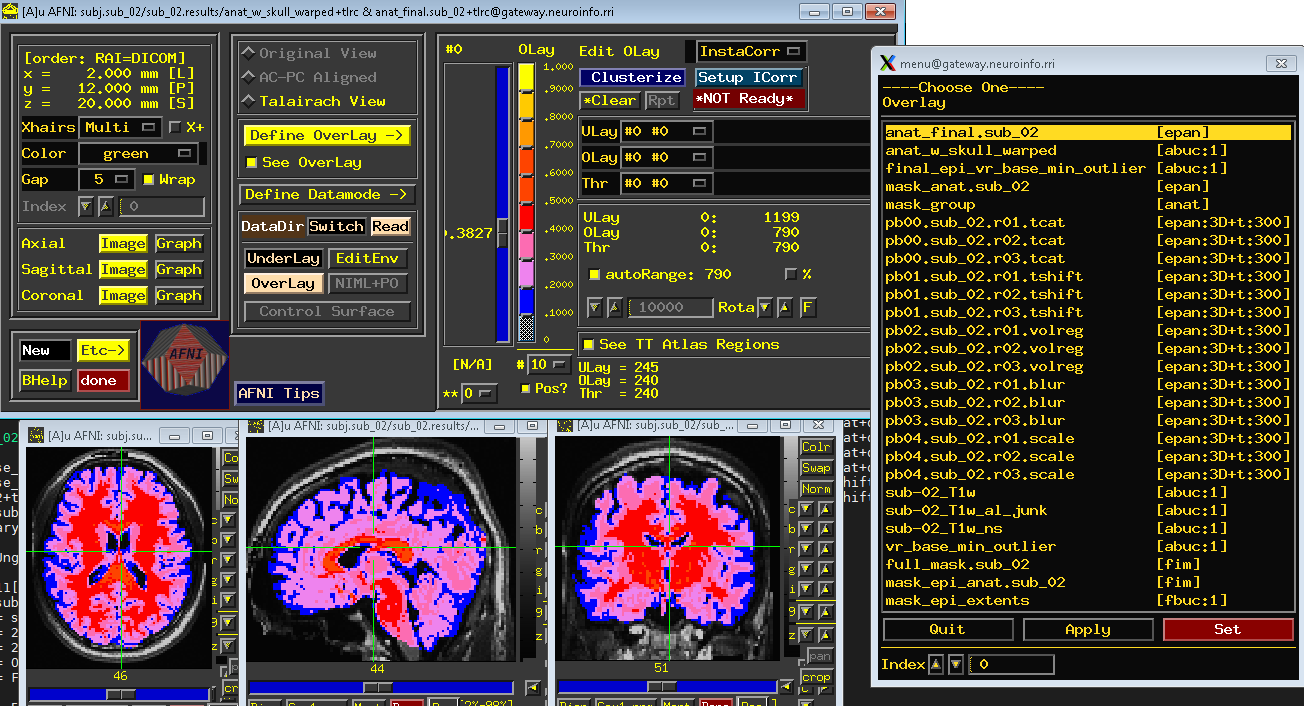 [A]u AFNI: subj.sub_02/sub_02.results/anat_w_skull_warped+tlrc & anat_final.sub_02+tlrc@gateway.neuroinfo.rri
[order: RAI=DICOM]
x = 2.000 mm [L]
y = 12.000 mm [P]
z = 20.000 mm [S]
Xhairs Multi X+
Color green
Gap 5 Wrap
Index 0
Axial Image Graph
Sagittal Image Graph
Coronal Image Graph
New Etc->
BHelp done
AFNI
Original View
AC-PC Aligned
Talairach View
Define OverLay ->
See OverLay
Define Datamode ->
DataDir Switch Read
UnderLay EditEnv
OverLay NIML+PO
Control Surface
AFNI Tips
#0
.3827
[N/A]
** 0
OLay
1.000
.9000
.8000
.7000
.6000
.5000
.4000
.3000
.2000
.1000
0
# 10
Pos?
Edit OLay InstaCorr
Clusterize Setup ICorr
*Clear Rpt *NOT Ready*
ULay #0 #0
OLay #0 #0
Thr #0 #0
ULay 0: 1199
OLay 0: 790
Thr 0: 790
autoRange: 790 %
10000 Rota F
See TT Atlas Regions
ULay = 245
OLay = 240
Thr = 240
menu@gateway.neuroinfo.rri
----Choose One----
Overlay
anat_final.sub_02 [epan]
anat_w_skull_warped [abuc:1]
final_epi_vr_base_min_outlier [abuc:1]
mask_anat.sub_02 [epan]
mask_group [anat]
pb00.sub_02.r01.tcat [epan:3D+t:300]
pb00.sub_02.r02.tcat [epan:3D+t:300]
pb00.sub_02.r03.tcat [epan:3D+t:300]
pb01.sub_02.r01.tshift [epan:3D+t:300]
pb01.sub_02.r02.tshift [epan:3D+t:300]
pb01.sub_02.r03.tshift [epan:3D+t:300]
pb02.sub_02.r01.volreg [epan:3D+t:300]
pb02.sub_02.r02.volreg [epan:3D+t:300]
pb02.sub_02.r03.volreg [epan:3D+t:300]
pb03.sub_02.r01.blur [epan:3D+t:300]
pb03.sub_02.r02.blur [epan:3D+t:300]
pb03.sub_02.r03.blur [epan:3D+t:300]
pb04.sub_02.r01.scale [epan:3D+t:300]
pb04.sub_02.r02.scale [epan:3D+t:300]
pb04.sub_02.r03.scale [epan:3D+t:300]
sub-02_T1w [abuc:1]
sub-02_T1w_al_junk [abuc:1]
sub-02_T1w_ns [abuc:1]
vr_base_min_outlier [abuc:1]
full_mask.sub_02 [fim]
mask_epi_anat.sub_02 [fim]
mask_epi_extents [fbuc:1]
Quit Apply Set
Index 0
[A]u AFNI: subj.su...
46
[A]u AFNI: subj.sub_02/sub_02.results/...
44
[A]u AFNI: subj.sub_02/sub_...
Colr
Swap
Norm
c
b
r
g
i
9
z
pan
crop
51